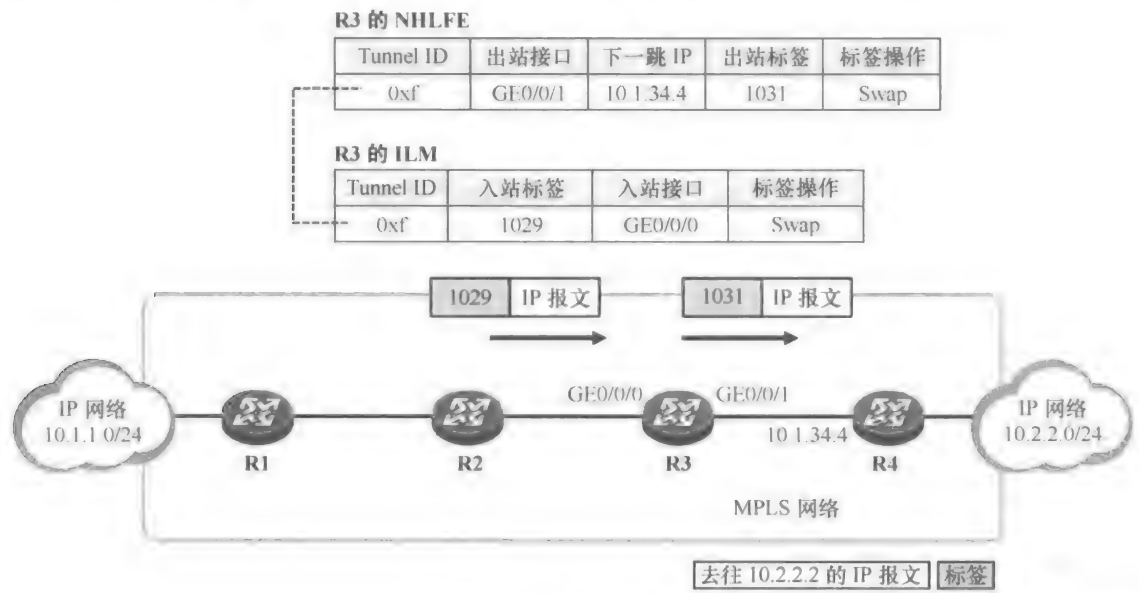 R3 的 NHLFE
Tunnel ID 出站接口 下一跳 IP 出站标签 标签操作
0xf GE0/0/1 10.1.34.4 1031 Swap
R3 的 ILM
Tunnel ID 入站标签 入站接口 标签操作
0xf 1029 GE0/0/0 Swap
1029 IP 报文 1031 IP 报文
GE0/0/0 GE0/0/1
IP 网络
10.1.1.0/24
IP 网络
10.2.2.0/24
10.1.34.4
R1 R2 R3 R4
MPLS 网络
去往 10.2.2.2 的 IP 报文 标签